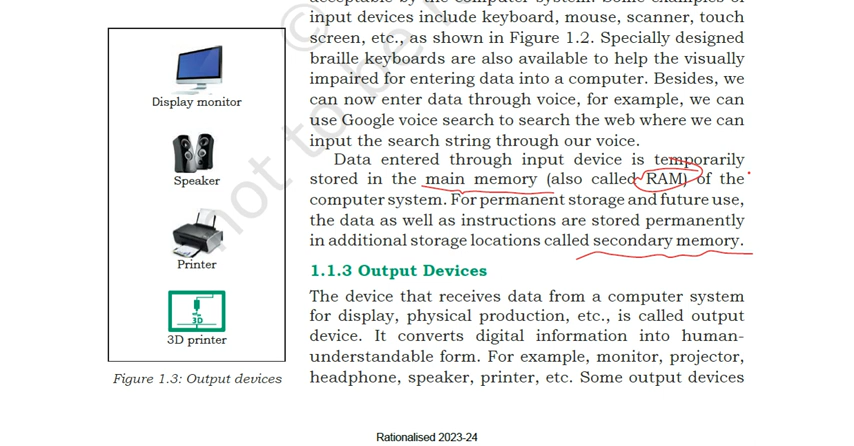 acceptable by the computer system. Some examples of
input devices include keyboard, mouse, scanner, touch
screen, etc., as shown in Figure 1.2. Specially designed
braille keyboards are also available to help the visually
impaired for entering data into a computer. Besides, we
can now enter data through voice, for example, we can
use Google voice search to search the web where we can
input the search string through our voice.
Data entered through input device is temporarily
stored in the main memory (also called RAM) of the
computer system. For permanent storage and future use,
the data as well as instructions are stored permanently
in additional storage locations called secondary memory.
1.1.3 Output Devices
The device that receives data from a computer system
for display, physical production, etc., is called output
device. It converts digital information into human-
understandable form. For example, monitor, projector,
headphone, speaker, printer, etc. Some output devices
Display monitor
Speaker
Printer
3D
3D printer
Figure 1.3: Output devices
© not to be
Rationalised 2023-24